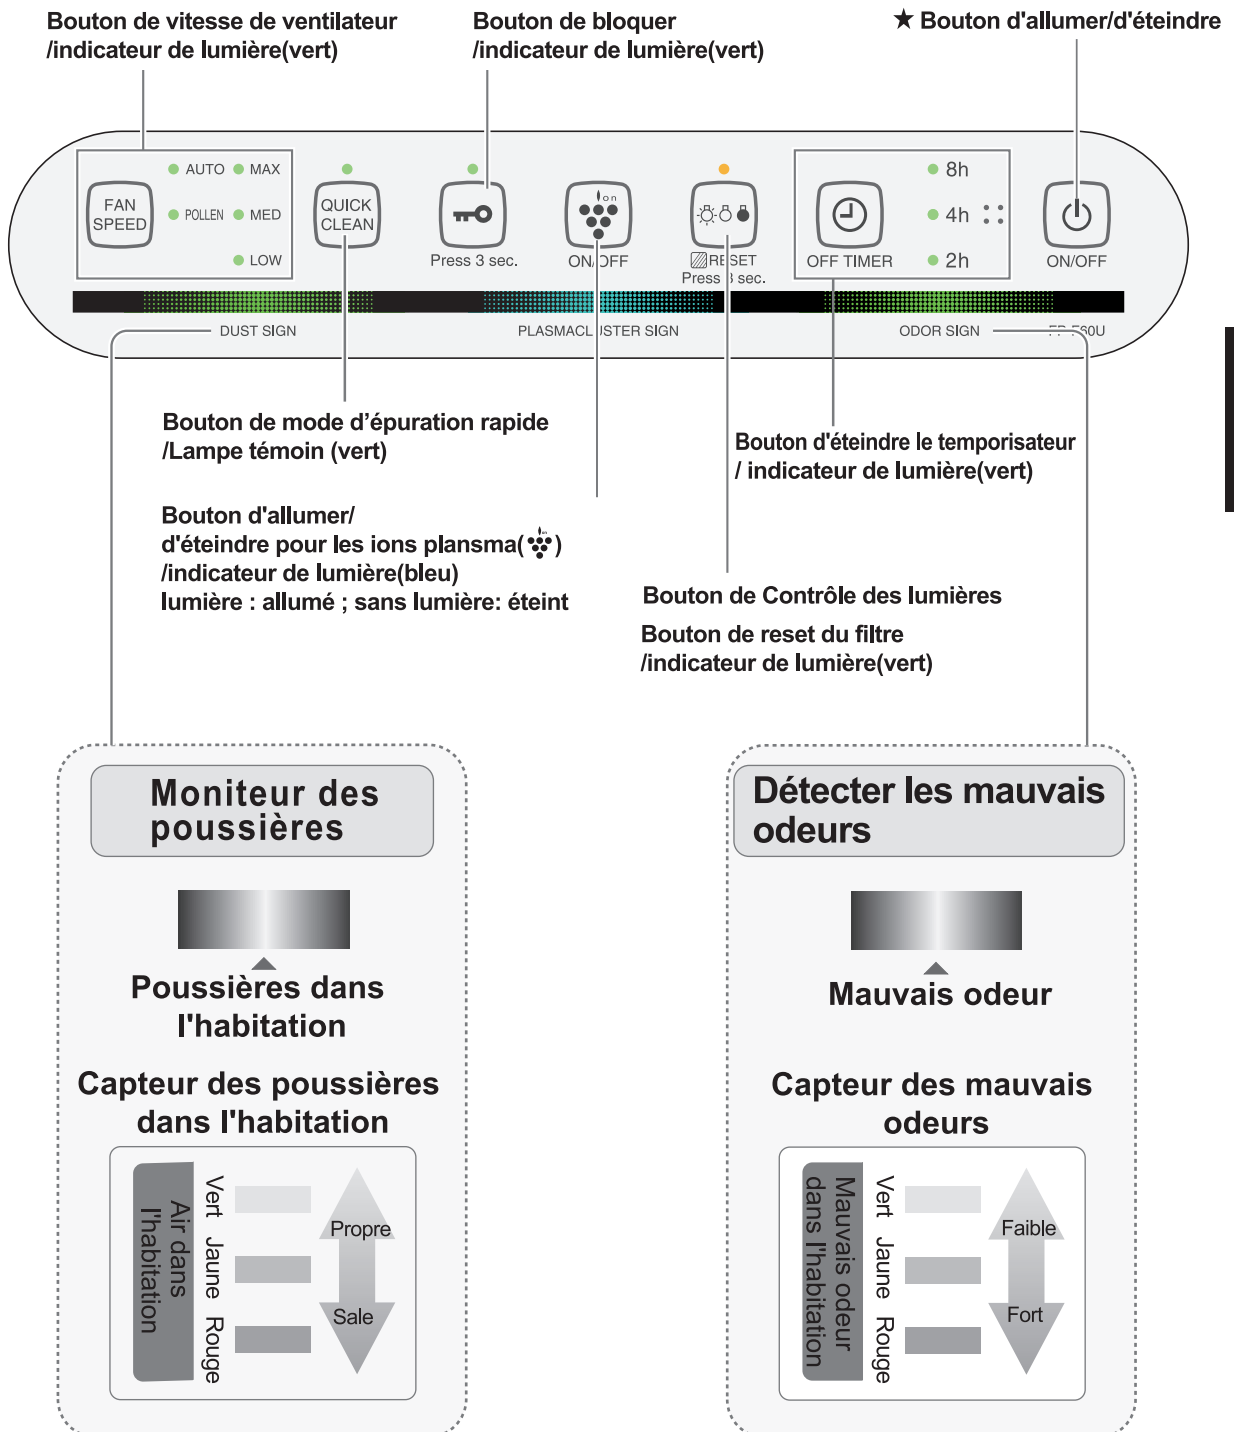 Bouton de vitesse de ventilateur
/indicateur de lumière(vert)
Bouton de bloquer
/indicateur de lumière(vert)
★ Bouton d'allumer/d'éteindre
FAN
SPEED
AUTO
MAX
POLLEN
MED
LOW
QUICK
CLEAN
Press 3 sec.
ion
ON/OFF
RESET
Press 3 sec.
OFF TIMER
8h
4h
2h
ON/OFF
DUST SIGN
PLASMACLUSTER SIGN
ODOR SIGN
FP-F60U
Bouton de mode d’épuration rapide
/Lampe témoin (vert)
Bouton d'éteindre le temporisateur
/ indicateur de lumière(vert)
Bouton d'allumer/
d'éteindre pour les ions plansma( )
/indicateur de lumière(bleu)
lumière : allumé ; sans lumière: éteint
Bouton de Contrôle des lumières
Bouton de reset du filtre
/indicateur de lumière(vert)
Moniteur des
poussières
Poussières dans
l'habitation
Capteur des poussières
dans l'habitation
Air dans
l'habitation
Vert
Jaune
Rouge
Propre
Sale
Détecter les mauvais
odeurs
Mauvais odeur
Capteur des mauvais
odeurs
Mauvais odeur
dans l'habitation
Vert
Jaune
Rouge
Faible
Fort